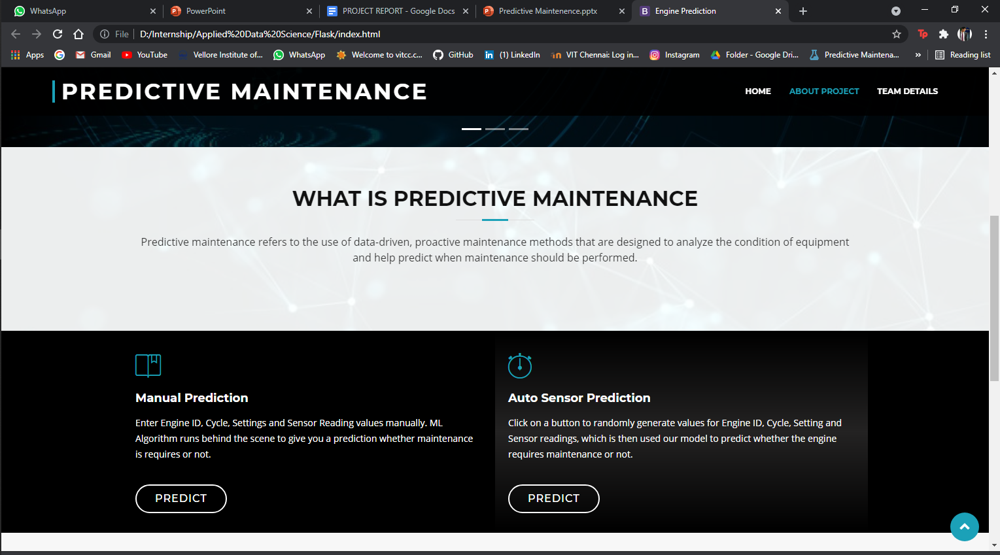 WhatsApp
PowerPoint
PROJECT REPORT - Google Docs
Predictive Maintenence.pptx
B Engine Prediction
File D:/Internship/Applied%20Data%20Science/Flask/index.html
Tp
Apps
Gmail
YouTube
Vellore Institute of...
WhatsApp
Welcome to vitcc.c...
GitHub
in (1) LinkedIn
VIT Chennai: Log in...
Instagram
Folder - Google Dri...
Predictive Maintena...
»
Reading list
PREDICTIVE MAINTENANCE
HOME
ABOUT PROJECT
TEAM DETAILS
WHAT IS PREDICTIVE MAINTENANCE
Predictive maintenance refers to the use of data-driven, proactive maintenance methods that are designed to analyze the condition of equipment
and help predict when maintenance should be performed.
Manual Prediction
Enter Engine ID, Cycle, Settings and Sensor Reading values manually. ML
Algorithm runs behind the scene to give you a prediction whether maintenance
is requires or not.
PREDICT
Auto Sensor Prediction
Click on a button to randomly generate values for Engine ID, Cycle, Setting and
Sensor readings, which is then used our model to predict whether the engine
requires maintenance or not.
PREDICT